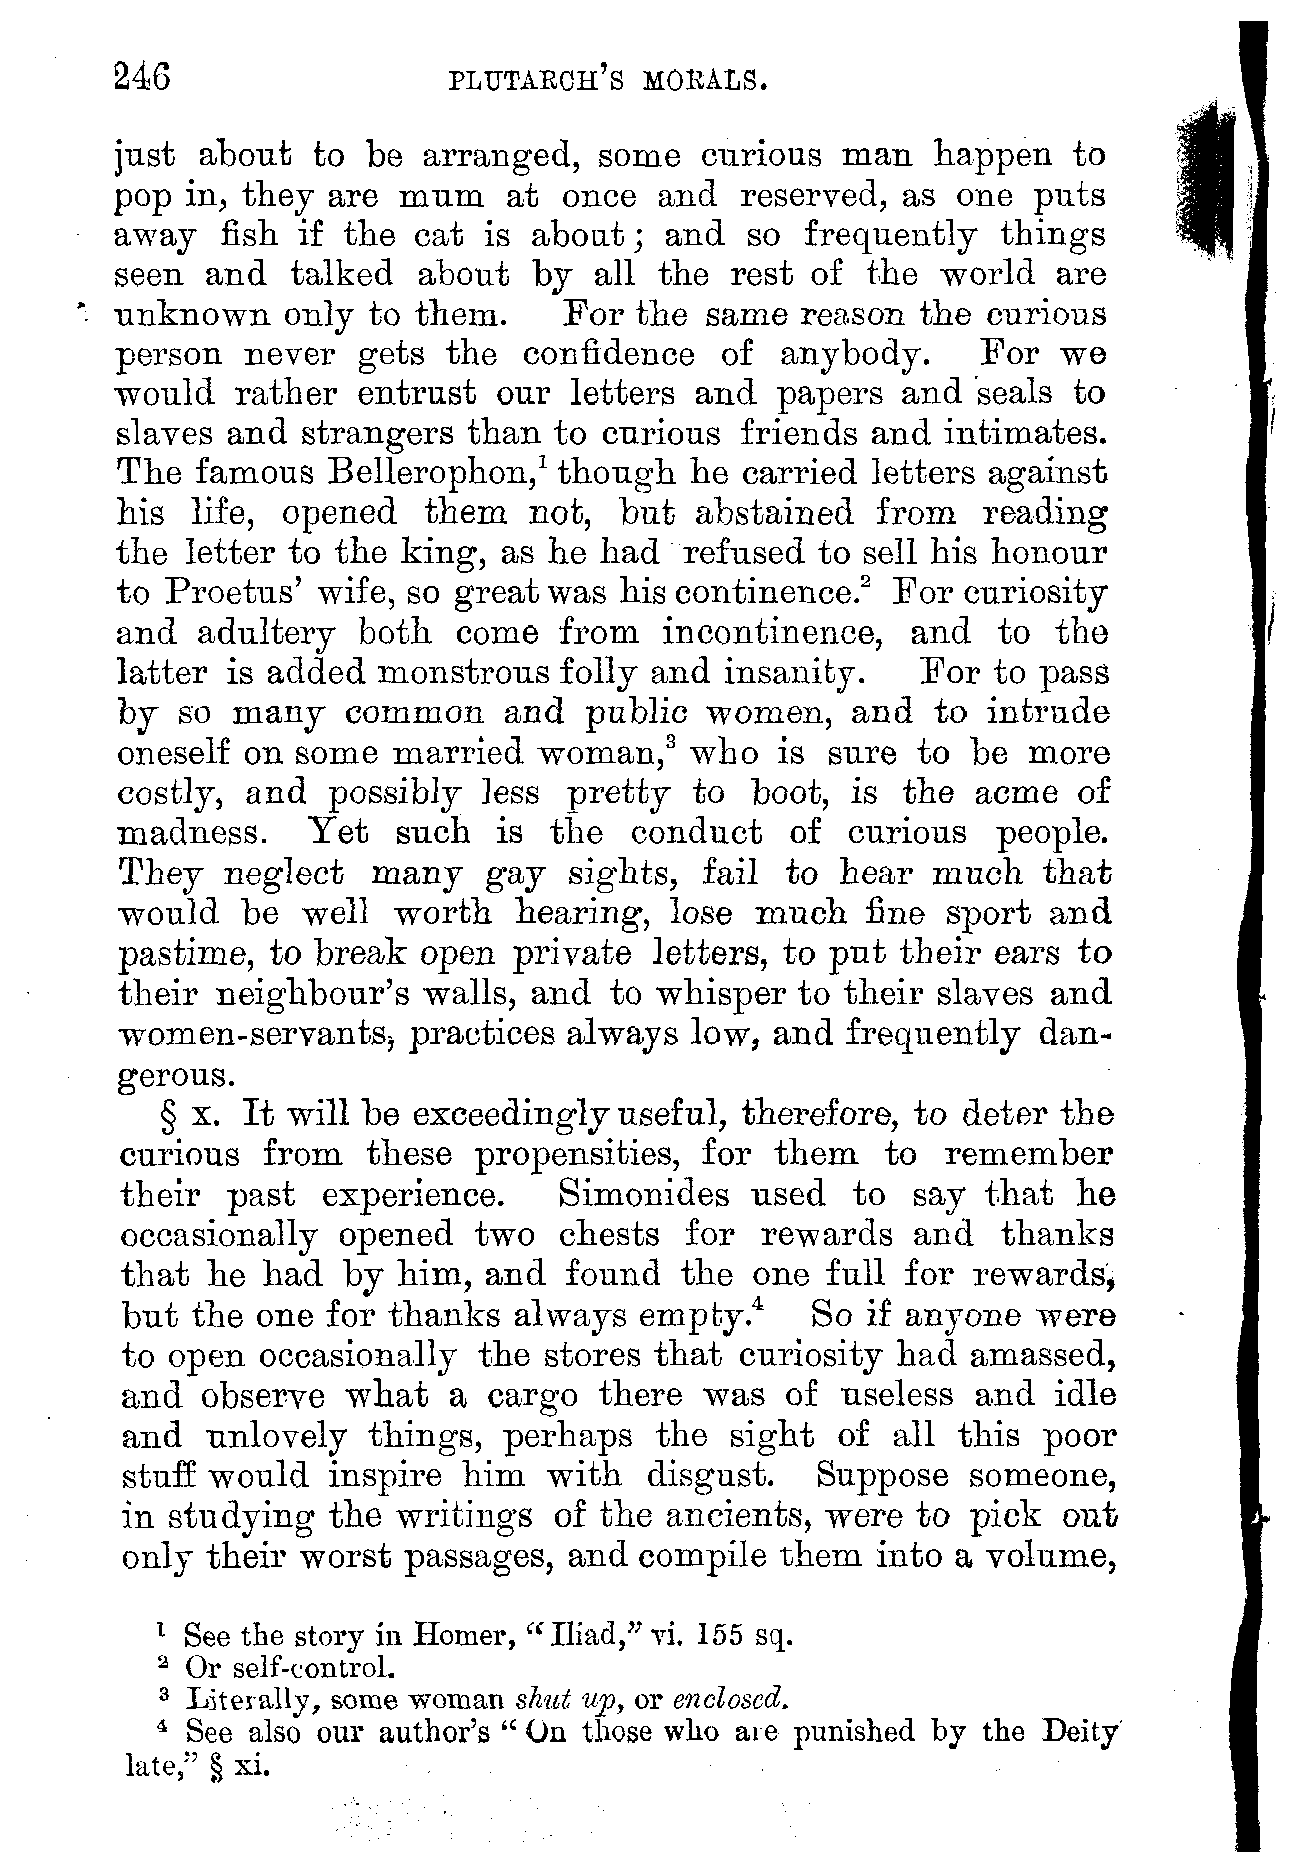 246 PLUTARCH'S MORALS.
just about to be arranged, some curious man happen to
pop in, they are mum at once and reserved, as one puts
away fish if the cat is about; and so frequently things
seen and talked about by all the rest of the world are
unknown only to them. For the same reason the curious
person never gets the confidence of anybody. For we
would rather entrust our letters and papers and seals to
slaves and strangers than to curious friends and intimates.
The famous Bellerophon,¹ though he carried letters against
his life, opened them not, but abstained from reading
the letter to the king, as he had refused to sell his honour
to Proetus' wife, so great was his continence.² For curiosity
and adultery both come from incontinence, and to the
latter is added monstrous folly and insanity. For to pass
by so many common and public women, and to intrude
oneself on some married woman,³ who is sure to be more
costly, and possibly less pretty to boot, is the acme of
madness. Yet such is the conduct of curious people.
They neglect many gay sights, fail to hear much that
would be well worth hearing, lose much fine sport and
pastime, to break open private letters, to put their ears to
their neighbour's walls, and to whisper to their slaves and
women-servants, practices always low, and frequently dan-
gerous.
§ x. It will be exceedingly useful, therefore, to deter the
curious from these propensities, for them to remember
their past experience. Simonides used to say that he
occasionally opened two chests for rewards and thanks
that he had by him, and found the one full for rewards,
but the one for thanks always empty.⁴ So if anyone were
to open occasionally the stores that curiosity had amassed,
and observe what a cargo there was of useless and idle
and unlovely things, perhaps the sight of all this poor
stuff would inspire him with disgust. Suppose someone,
in studying the writings of the ancients, were to pick out
only their worst passages, and compile them into a volume,
¹ See the story in Homer, "Iliad," vi. 155 sq.
² Or self-control.
³ Literally, some woman shut up, or enclosed.
⁴ See also our author's "On those who are punished by the Deity
late," § xi.